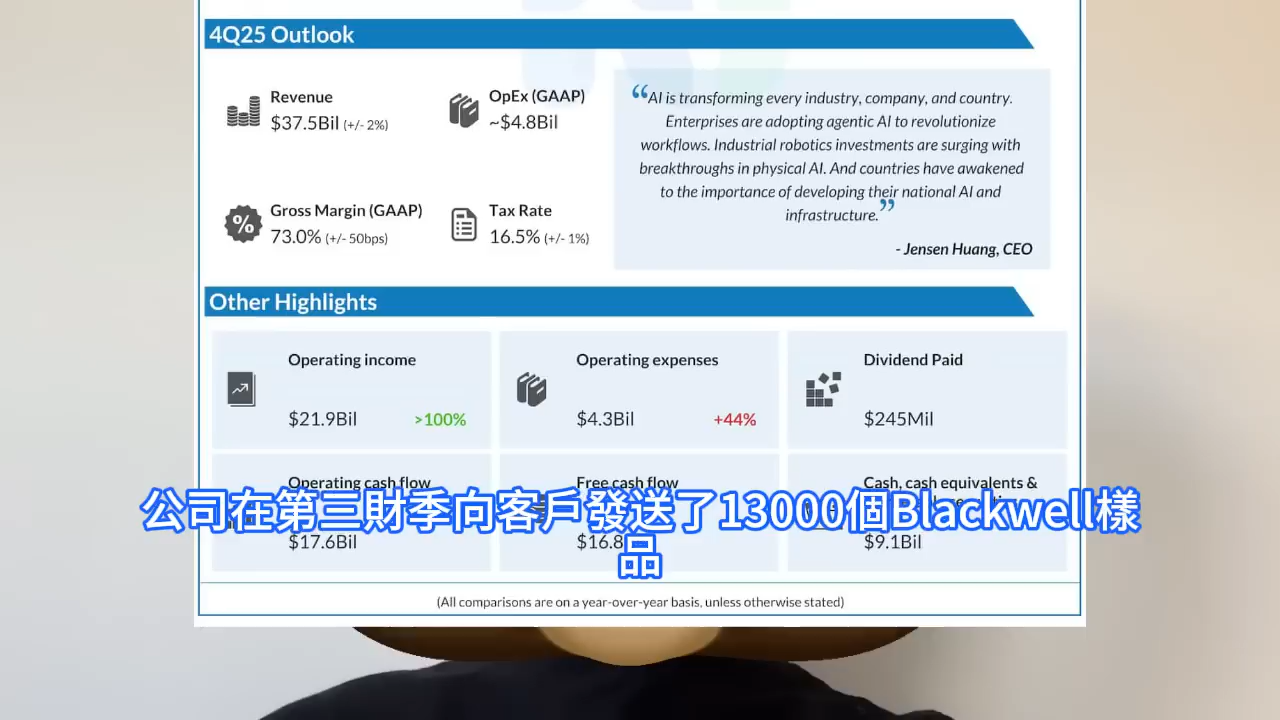 4Q25 Outlook
Revenue
$37.5Bil (+/- 2%)
OpEx (GAAP)
~$4.8Bil
Gross Margin (GAAP)
73.0% (+/- 50bps)
Tax Rate
16.5% (+/- 1%)
“AI is transforming every industry, company, and country.
Enterprises are adopting agentic AI to revolutionize
workflows. Industrial robotics investments are surging with
breakthroughs in physical AI. And countries have awakened
to the importance of developing their national AI and
infrastructure.”
- Jensen Huang, CEO
Other Highlights
Operating income
$21.9Bil >100%
Operating expenses
$4.3Bil +44%
Dividend Paid
$245Mil
Operating cash flow
$17.6Bil
Free cash flow
$16.8
Cash, cash equivalents &
$9.1Bil
公司在第三財季向客戶發送了13000個Blackwell樣
品
(All comparisons are on a year-over-year basis, unless otherwise stated)